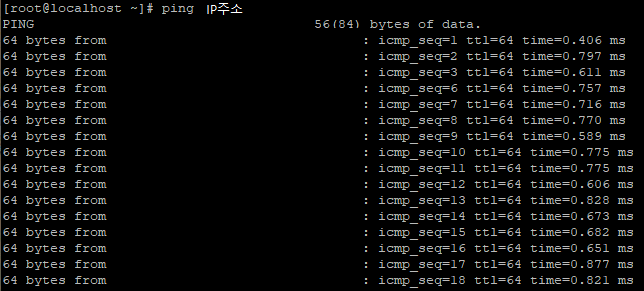 [root@localhost ~]# ping IP주소
PING 56(84) bytes of data.
64 bytes from : icmp_seq=1 ttl=64 time=0.406 ms
64 bytes from : icmp_seq=2 ttl=64 time=0.797 ms
64 bytes from : icmp_seq=3 ttl=64 time=0.611 ms
64 bytes from : icmp_seq=6 ttl=64 time=0.757 ms
64 bytes from : icmp_seq=7 ttl=64 time=0.716 ms
64 bytes from : icmp_seq=8 ttl=64 time=0.770 ms
64 bytes from : icmp_seq=9 ttl=64 time=0.589 ms
64 bytes from : icmp_seq=10 ttl=64 time=0.775 ms
64 bytes from : icmp_seq=11 ttl=64 time=0.775 ms
64 bytes from : icmp_seq=12 ttl=64 time=0.606 ms
64 bytes from : icmp_seq=13 ttl=64 time=0.828 ms
64 bytes from : icmp_seq=14 ttl=64 time=0.673 ms
64 bytes from : icmp_seq=15 ttl=64 time=0.682 ms
64 bytes from : icmp_seq=16 ttl=64 time=0.651 ms
64 bytes from : icmp_seq=17 ttl=64 time=0.877 ms
64 bytes from : icmp_seq=18 ttl=64 time=0.821 ms